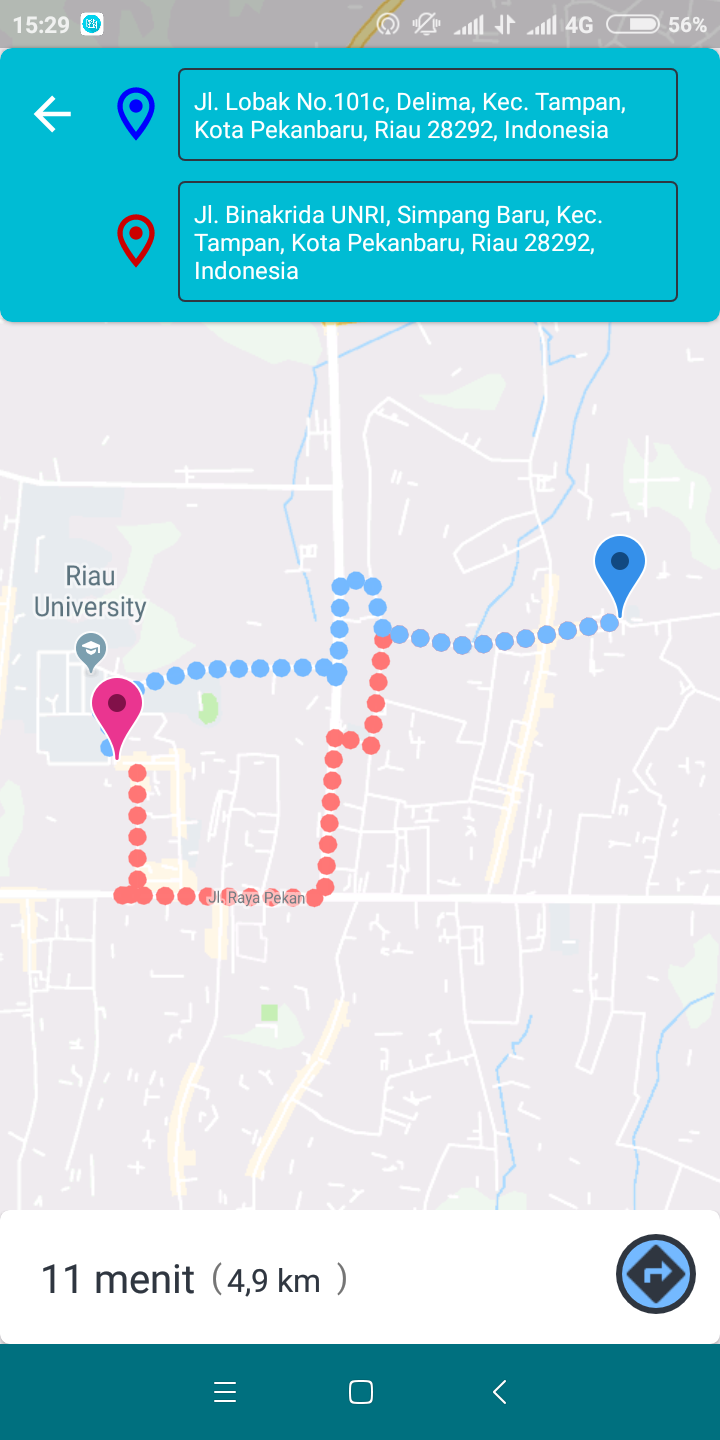 15:29
4G
56%
Jl. Lobak No.101c, Delima, Kec. Tampan,
Kota Pekanbaru, Riau 28292, Indonesia
Jl. Binakrida UNRI, Simpang Baru, Kec.
Tampan, Kota Pekanbaru, Riau 28292,
Indonesia
Riau
University
Jl. Raya Pekan
11 menit ( 4,9 km )